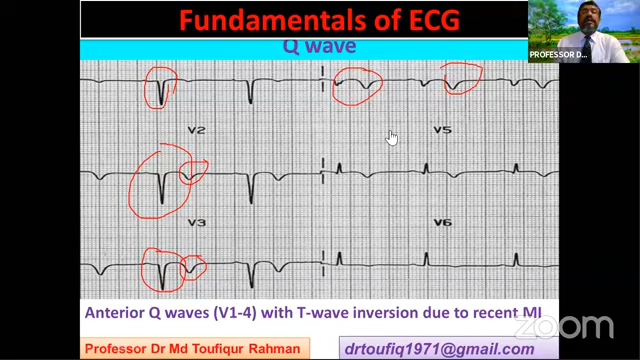 Fundamentals of ECG
PROFESSOR D...
Q wave
V2
V5
V3
V6
Anterior Q waves (V1-4) with T-wave inversion due to recent MI
zoom
Professor Dr Md Toufiqur Rahman
drtoufiq1971@gmail.com